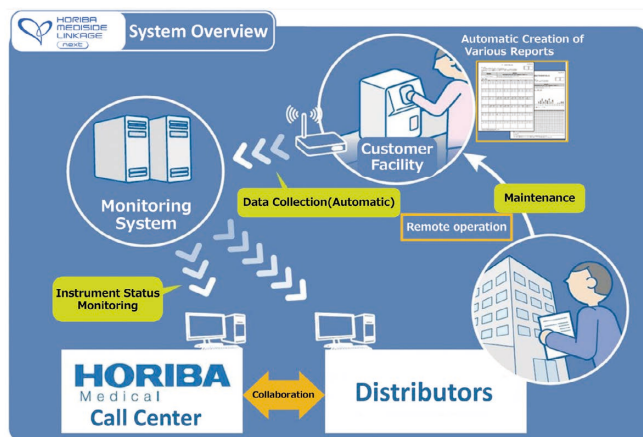 HORIBA
MEDISIDE
LINKAGE
next
System Overview
Automatic Creation of
Various Reports
Customer
Facility
Monitoring
System
Data Collection(Automatic)
Maintenance
Remote operation
Instrument Status
Monitoring
HORIBA
Medical
Call Center
Collaboration
Distributors